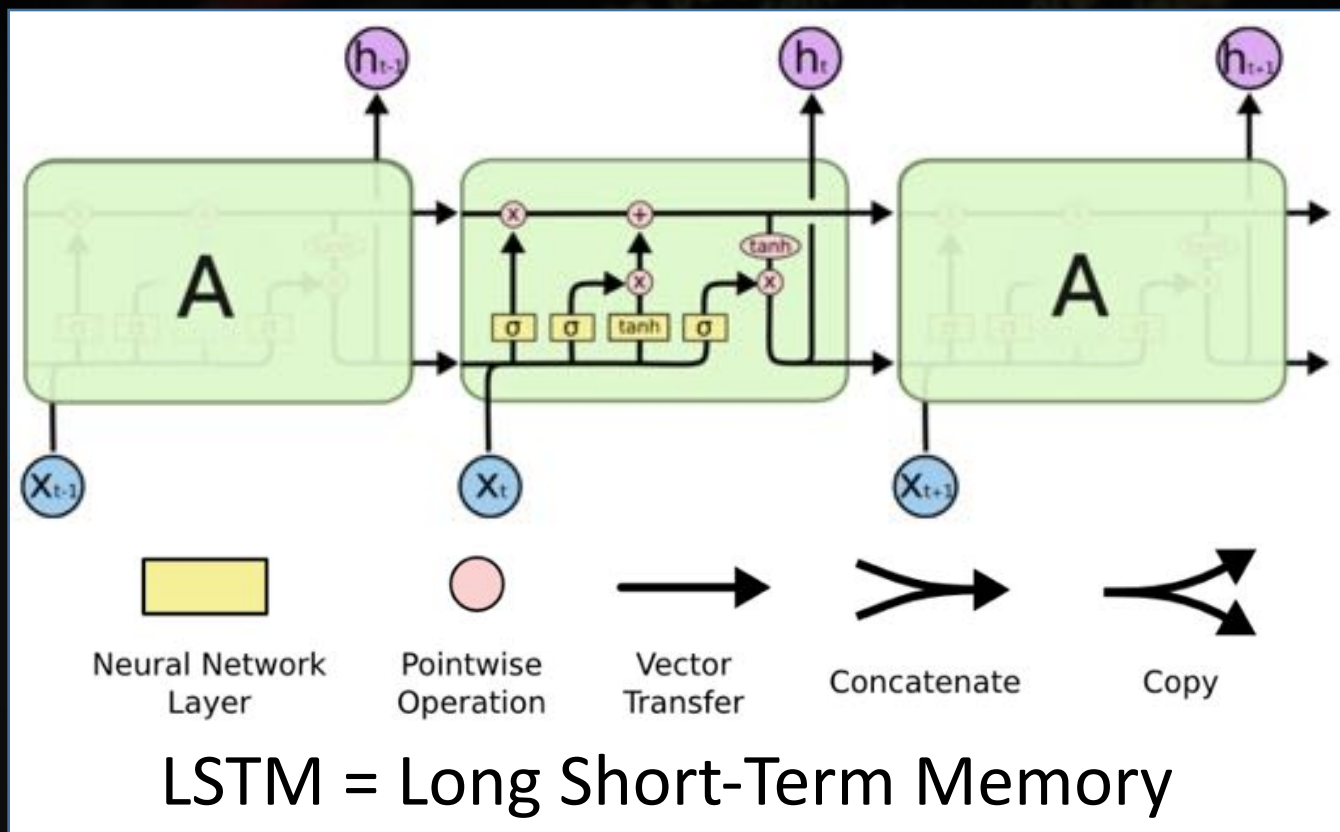 h t-1
h t
h t+1
A
x
+
tanh
x
x
σ
σ
tanh
σ
A
X t-1
X t
X t+1
Neural Network
Layer
Pointwise
Operation
Vector
Transfer
Concatenate
Copy
LSTM = Long Short-Term Memory